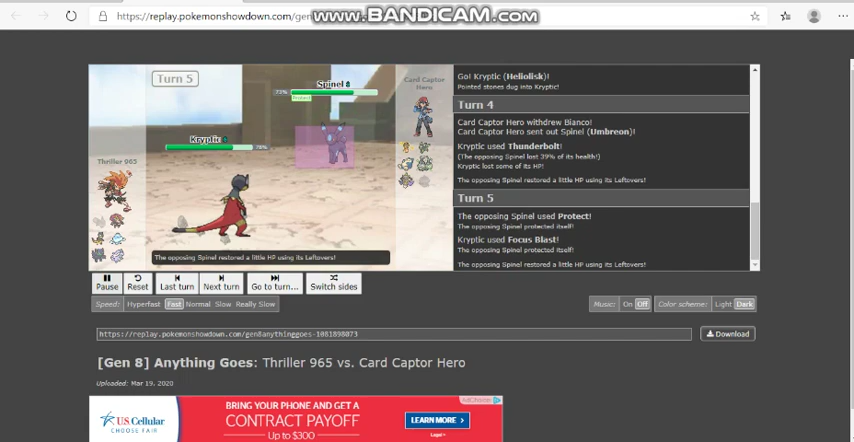 https://replay.pokemonshowdown.com/gen
WWW.BANDICAM.COM
Turn 5
Spinel
73%
Protect
Card Captor
Hero
Kryptic
78%
Thriller 965
The opposing Spinel restored a little HP using its Leftovers!
Go! Kryptic (Heliolisk)!
Pointed stones dug into Kryptic!
Turn 4
Card Captor Hero withdrew Bianco!
Card Captor Hero sent out Spinel (Umbreon)!
Kryptic used Thunderbolt!
(The opposing Spinel lost 39% of its health!)
Kryptic lost some of its HP!
The opposing Spinel restored a little HP using its Leftovers!
Turn 5
The opposing Spinel used Protect!
The opposing Spinel protected itself!
Kryptic used Focus Blast!
The opposing Spinel protected itself!
The opposing Spinel restored a little HP using its Leftovers!
Pause Reset Last turn Next turn Go to turn... Switch sides
Speed: Hyperfast Fast Normal Slow Really Slow
Music: On Off Color scheme: Light Dark
https://replay.pokemonshowdown.com/gen8anythinggoes-1081898073
Download
[Gen 8] Anything Goes: Thriller 965 vs. Card Captor Hero
Uploaded: Mar 19, 2020
AdChoices
US Cellular
CHOOSE FAIR
BRING YOUR PHONE AND GET A
CONTRACT PAYOFF
Up to $300
LEARN MORE >
Legal